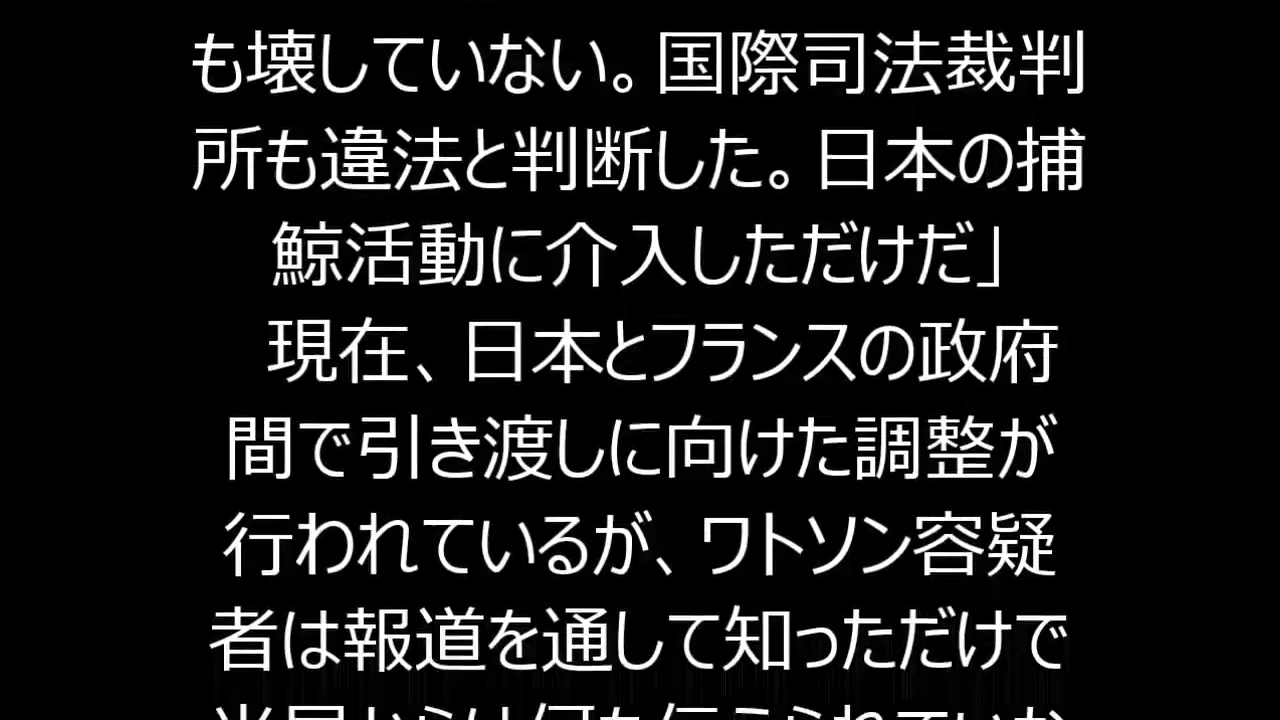 も壊していない。国際司法裁判
所も違法と判断した。日本の捕
鯨活動に介入しただけだ」
現在、日本とフランスの政府
間で引き渡しに向けた調整が
行われているが、ワトソン容疑
者は報道を通して知っただけで